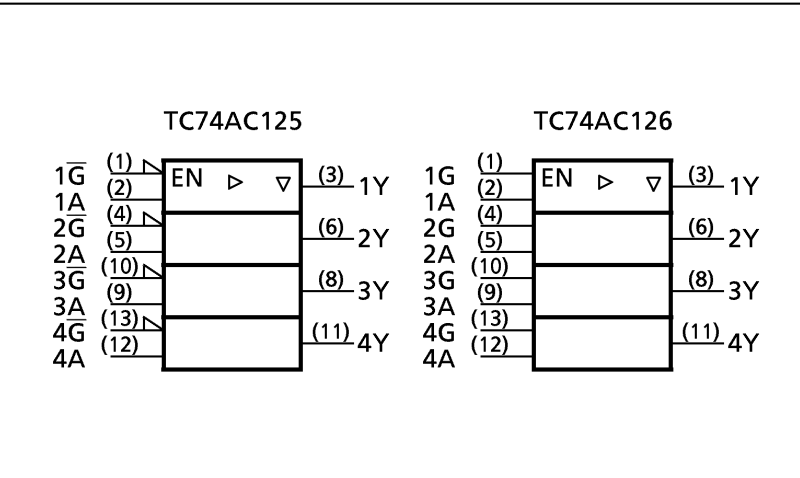 TC74AC125
1G̅ (1) EN (3) 1Y
1A (2)
2G̅ (4) (6) 2Y
2A (5)
3G̅ (10) (8) 3Y
3A (9)
4G̅ (13) (11) 4Y
4A (12)
TC74AC126
1G (1) EN (3) 1Y
1A (2)
2G (4) (6) 2Y
2A (5)
3G (10) (8) 3Y
3A (9)
4G (13) (11) 4Y
4A (12)